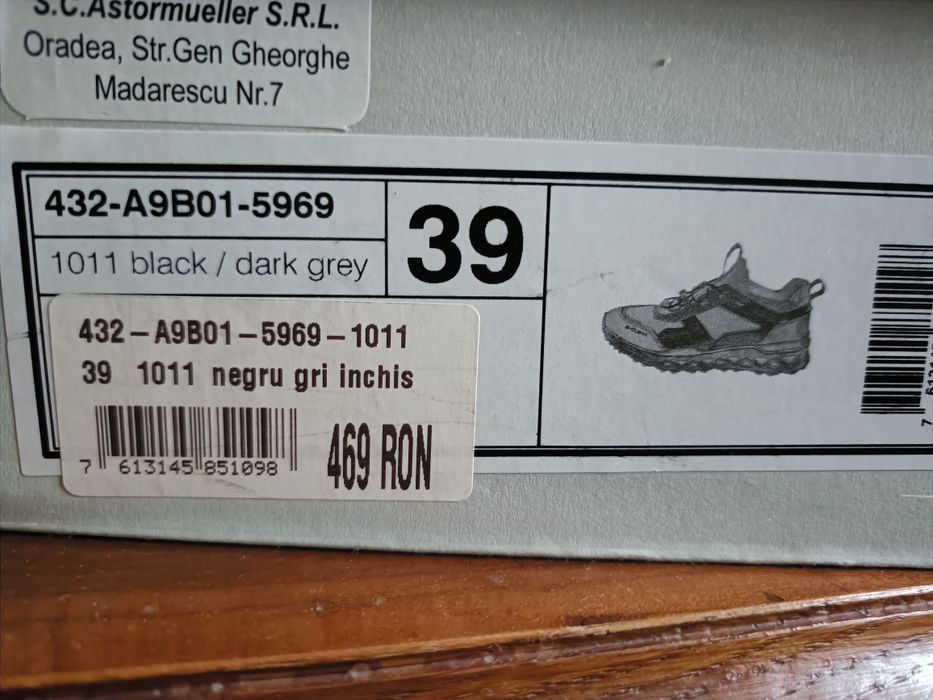 S.C.Astormueller S.R.L.
Oradea, Str.Gen Gheorghe
Madarescu Nr.7
432-A9B01-5969
39
1011 black / dark grey
432-A9B01-5969-1011
39 1011 negru gri inchis
469 RON
7 613145 851098